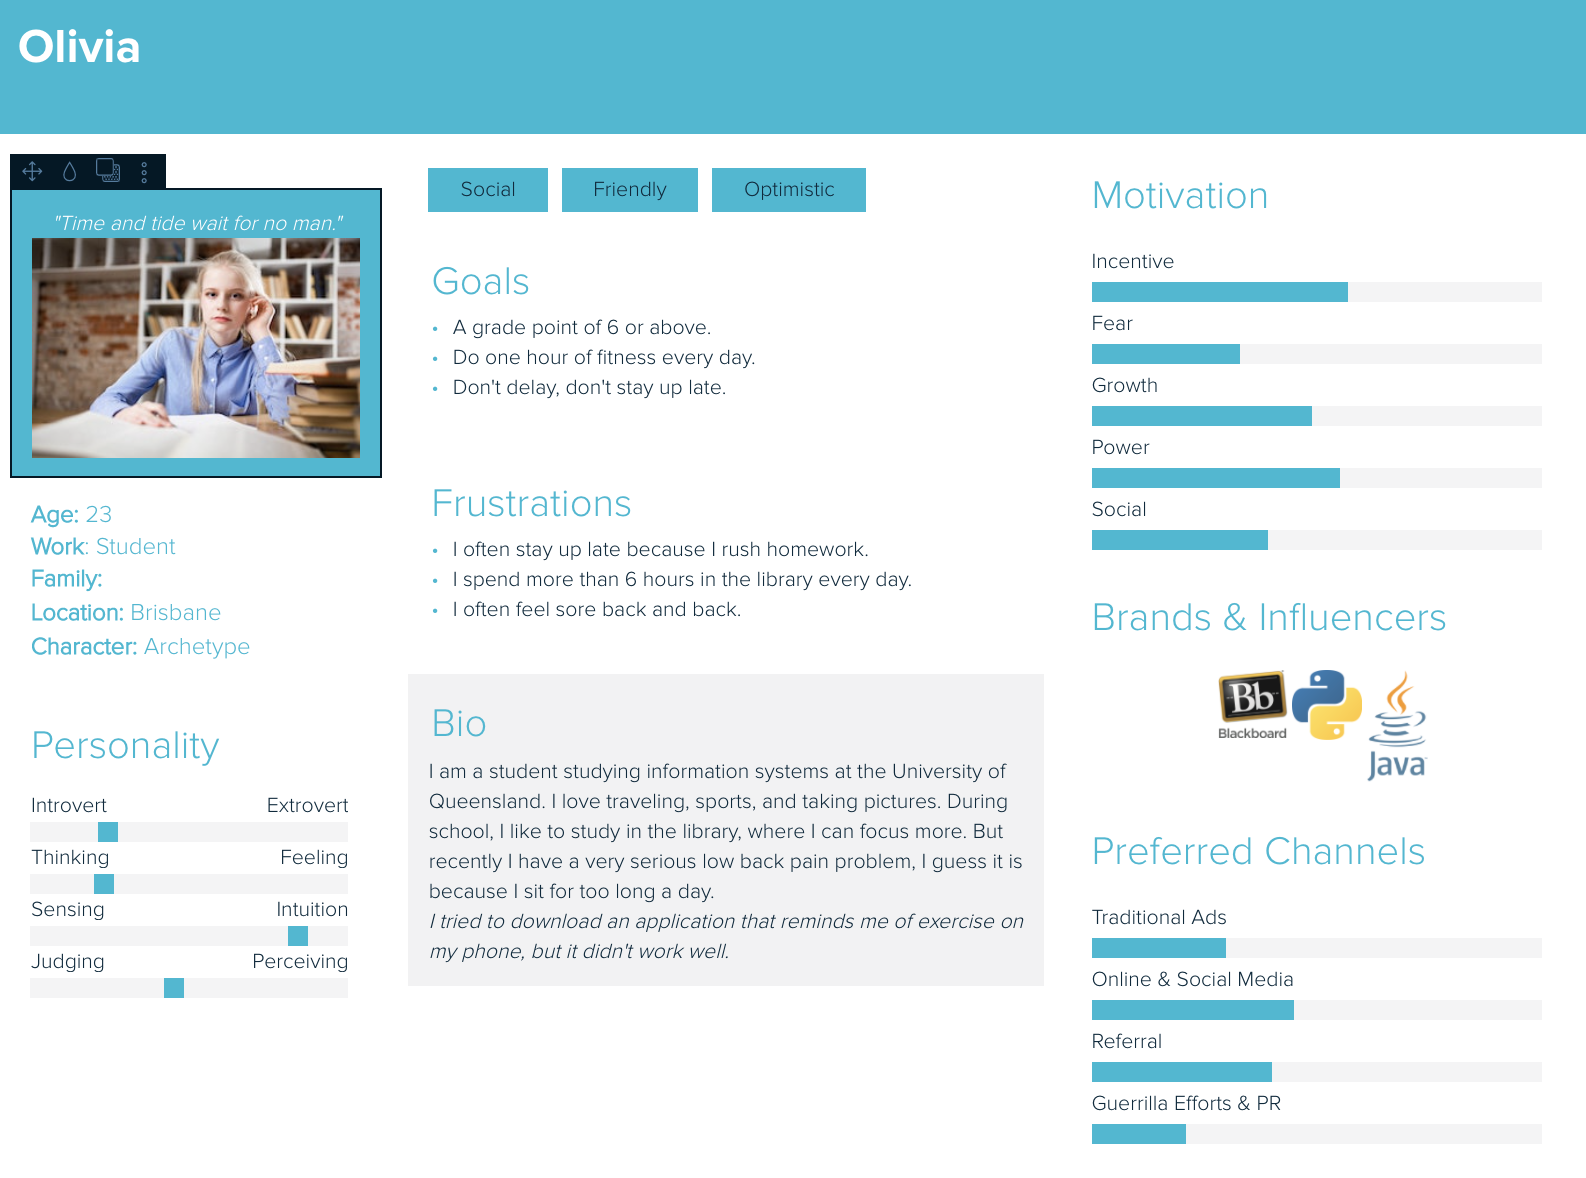 Olivia
"Time and tide wait for no man."
Age: 23
Work: Student
Family:
Location: Brisbane
Character: Archetype
Personality
Introvert Extrovert
Thinking Feeling
Sensing Intuition
Judging Perceiving
Social Friendly Optimistic
Goals
• A grade point of 6 or above.
• Do one hour of fitness every day.
• Don't delay, don't stay up late.
Frustrations
• I often stay up late because I rush homework.
• I spend more than 6 hours in the library every day.
• I often feel sore back and back.
Bio
I am a student studying information systems at the University of
Queensland. I love traveling, sports, and taking pictures. During
school, I like to study in the library, where I can focus more. But
recently I have a very serious low back pain problem, I guess it is
because I sit for too long a day.
I tried to download an application that reminds me of exercise on
my phone, but it didn't work well.
Motivation
Incentive
Fear
Growth
Power
Social
Brands & Influencers
Bb
Blackboard
Java
Preferred Channels
Traditional Ads
Online & Social Media
Referral
Guerrilla Efforts & PR